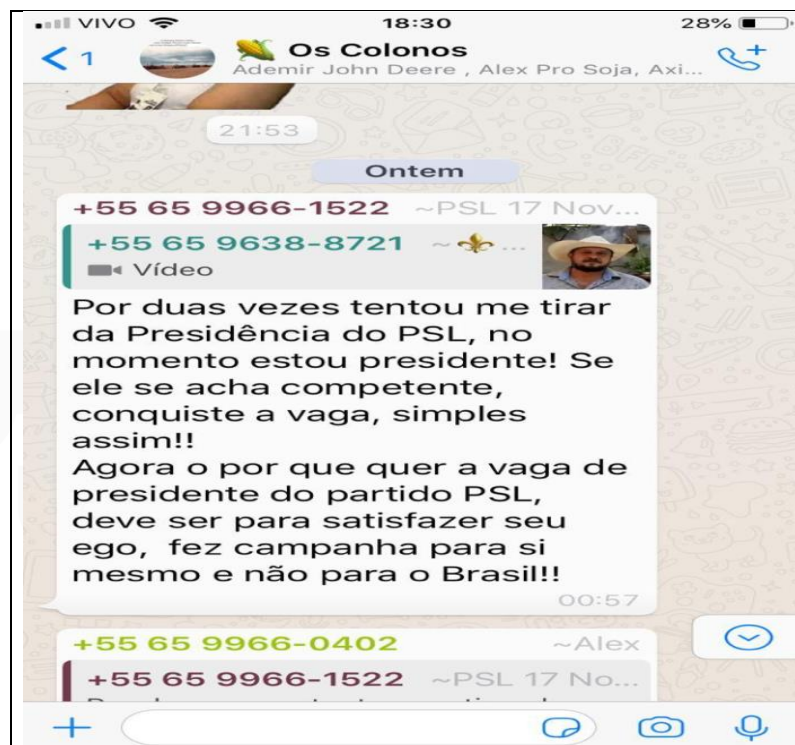 VIVO 18:30 28%
1 🌽 Os Colonos
Ademir John Deere , Alex Pro Soja, Axi...
21:53
Ontem
+55 65 9966-1522 ~PSL 17 Nov...
+55 65 9638-8721 ~⚜️ ...
Vídeo
Por duas vezes tentou me tirar
da Presidência do PSL, no
momento estou presidente! Se
ele se acha competente,
conquiste a vaga, simples
assim!!
Agora o por que quer a vaga de
presidente do partido PSL,
deve ser para satisfazer seu
ego, fez campanha para si
mesmo e não para o Brasil!!
00:57
+55 65 9966-0402 ~Alex
+55 65 9966-1522 ~PSL 17 No...